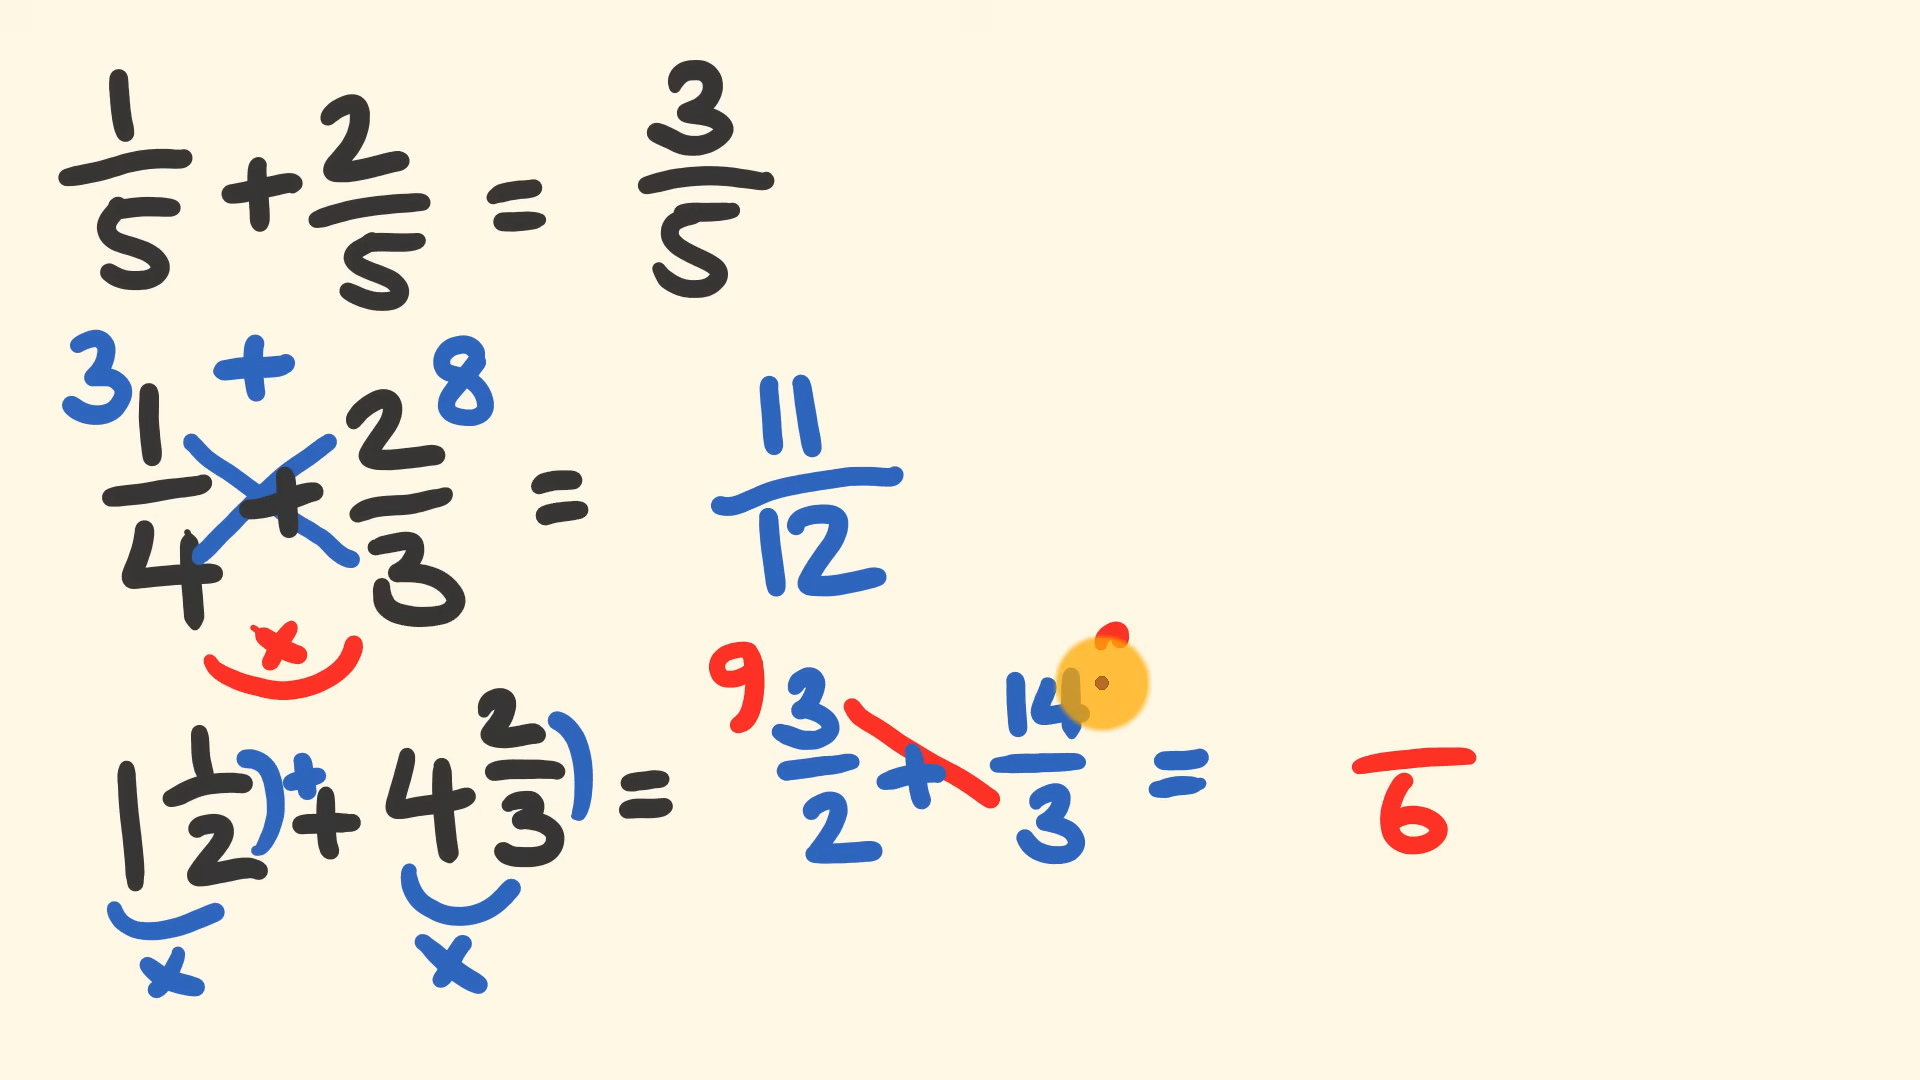 1/5 + 2/5 = 3/5
3 + 8
1/4 + 2/3 = 11/12
x
9
1 1/2 ) + + 4 2/3 ) = 3/2 + 14/3 = /6
x x